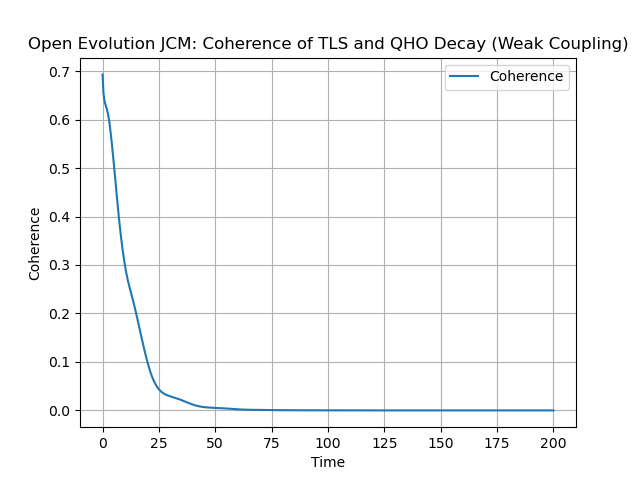 Open Evolution JCM: Coherence of TLS and QHO Decay (Weak Coupling)
Coherence
0.7
0.6
0.5
0.4
0.3
0.2
0.1
0.0
Coherence
0 25 50 75 100 125 150 175 200
Time